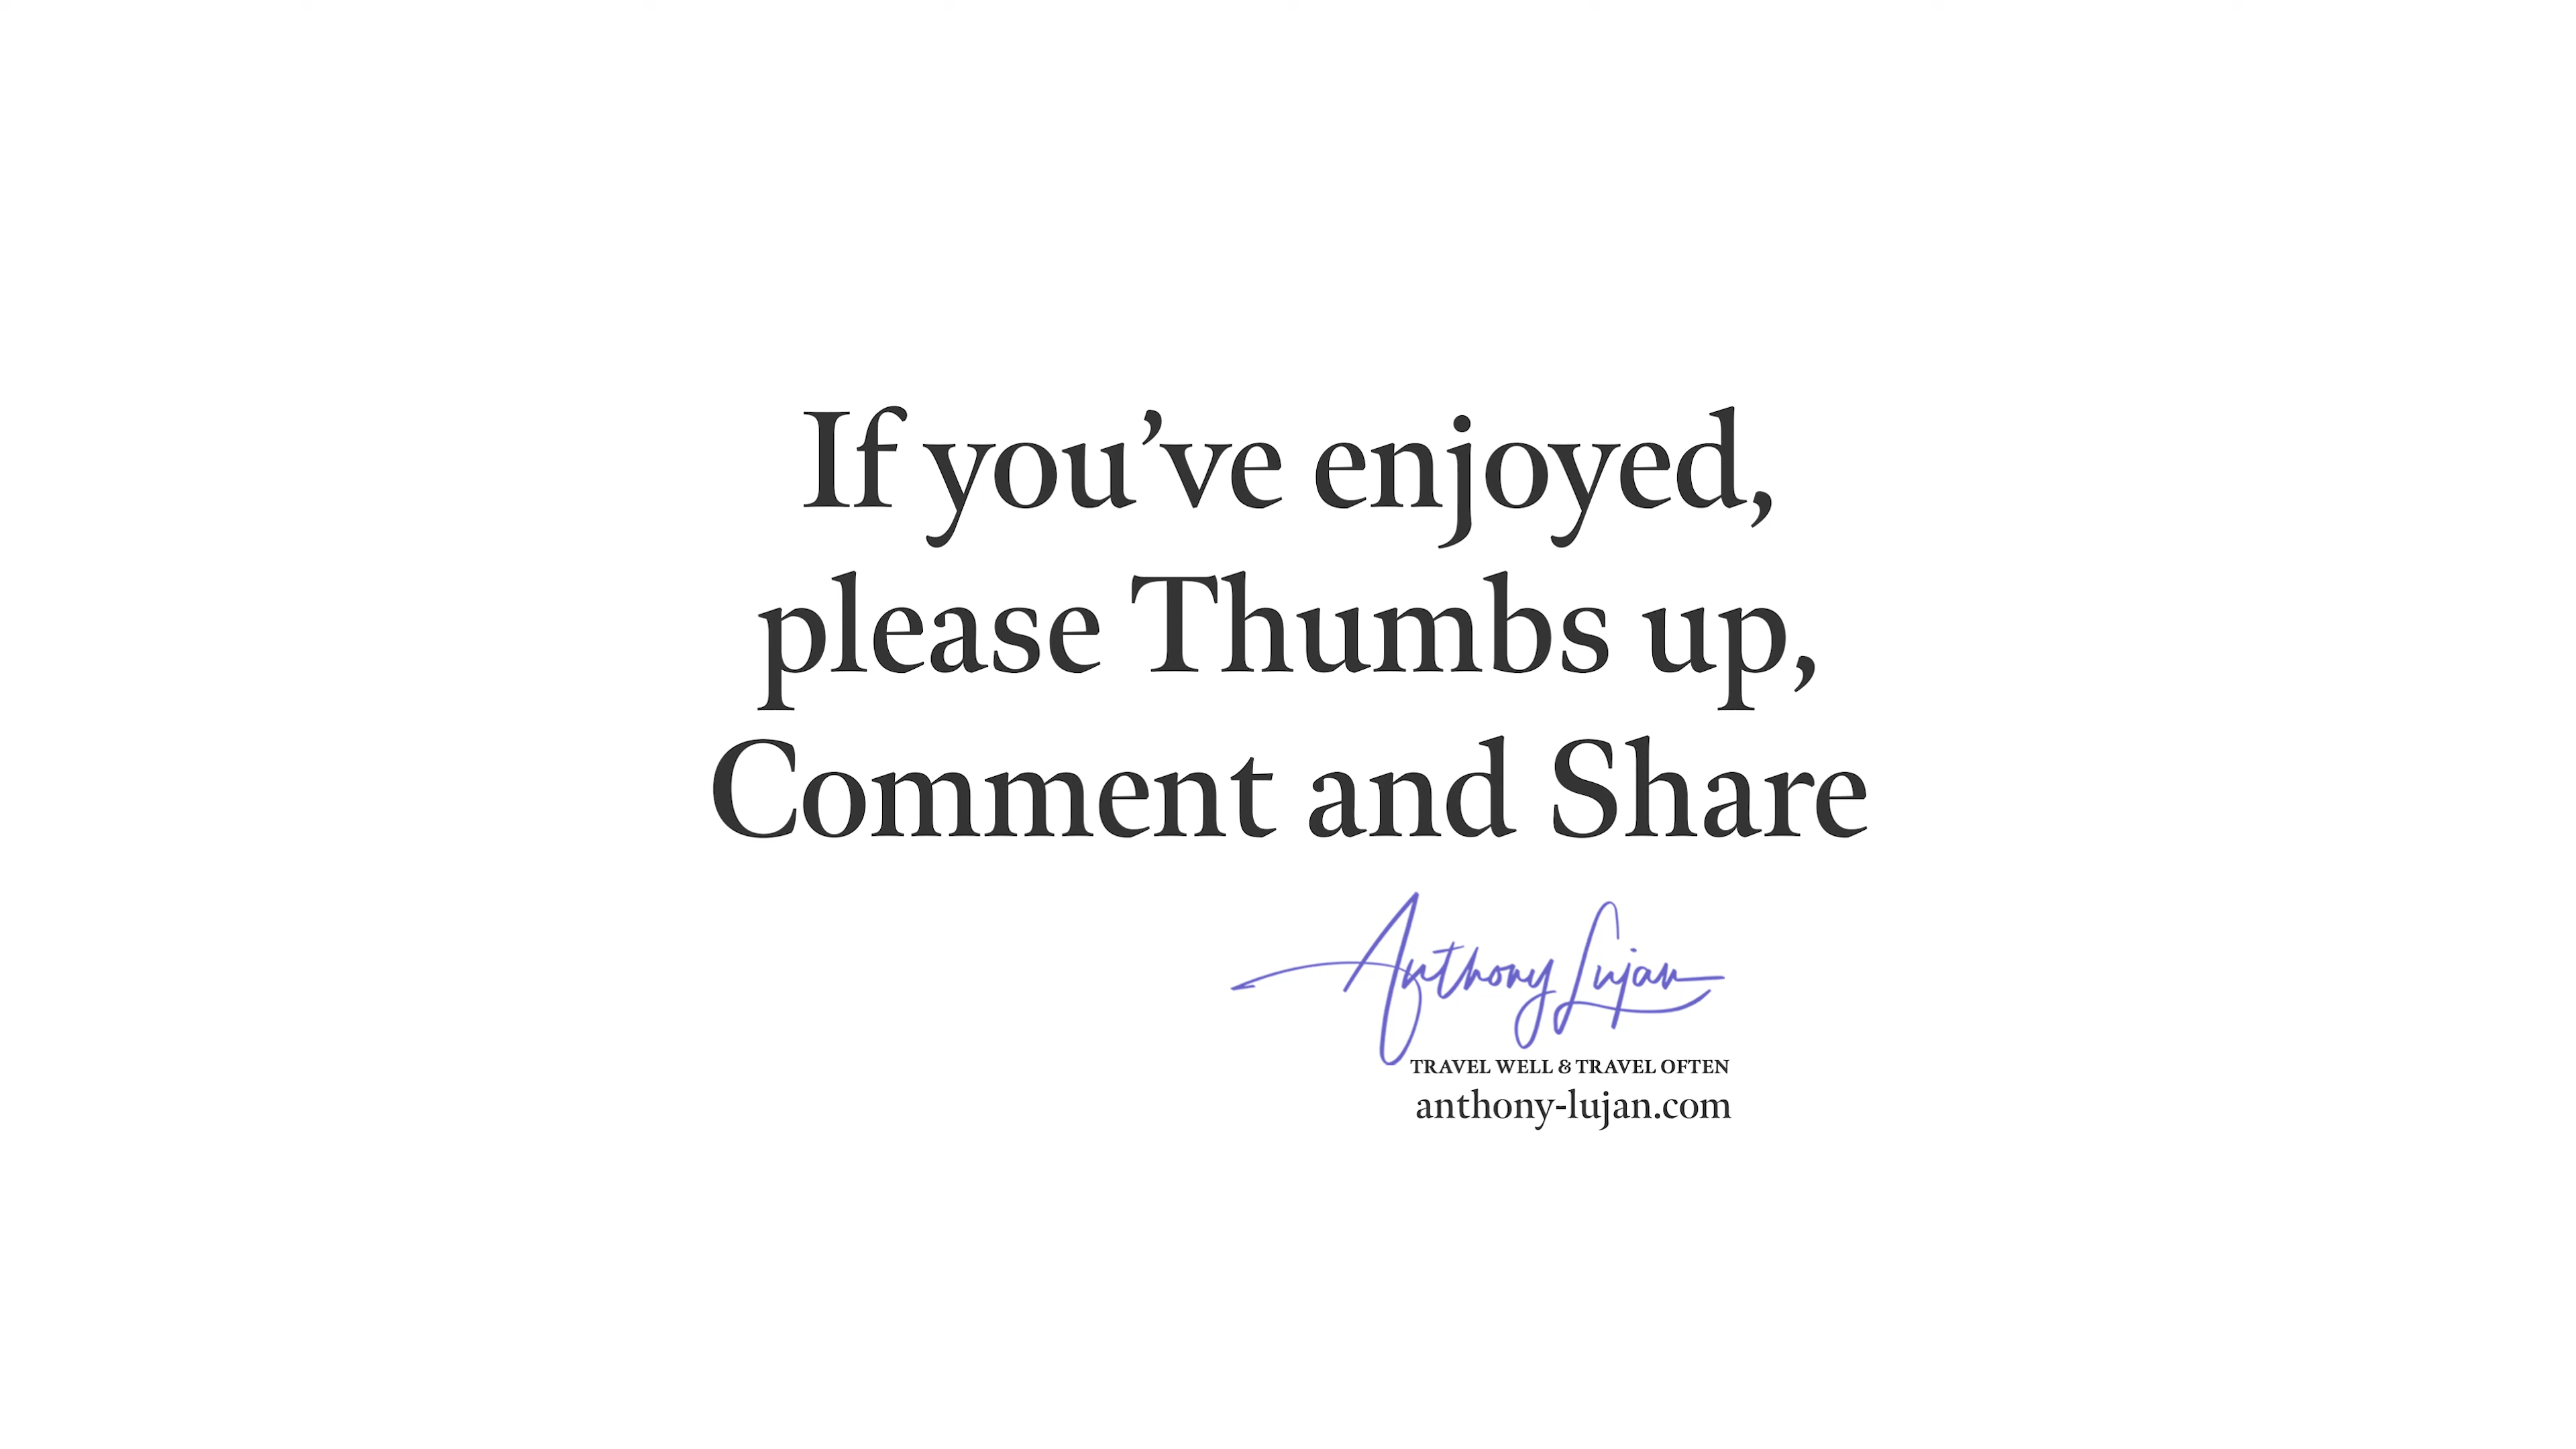 If you’ve enjoyed,
please Thumbs up,
Comment and Share
Anthony Lujan
TRAVEL WELL & TRAVEL OFTEN
anthony-lujan.com